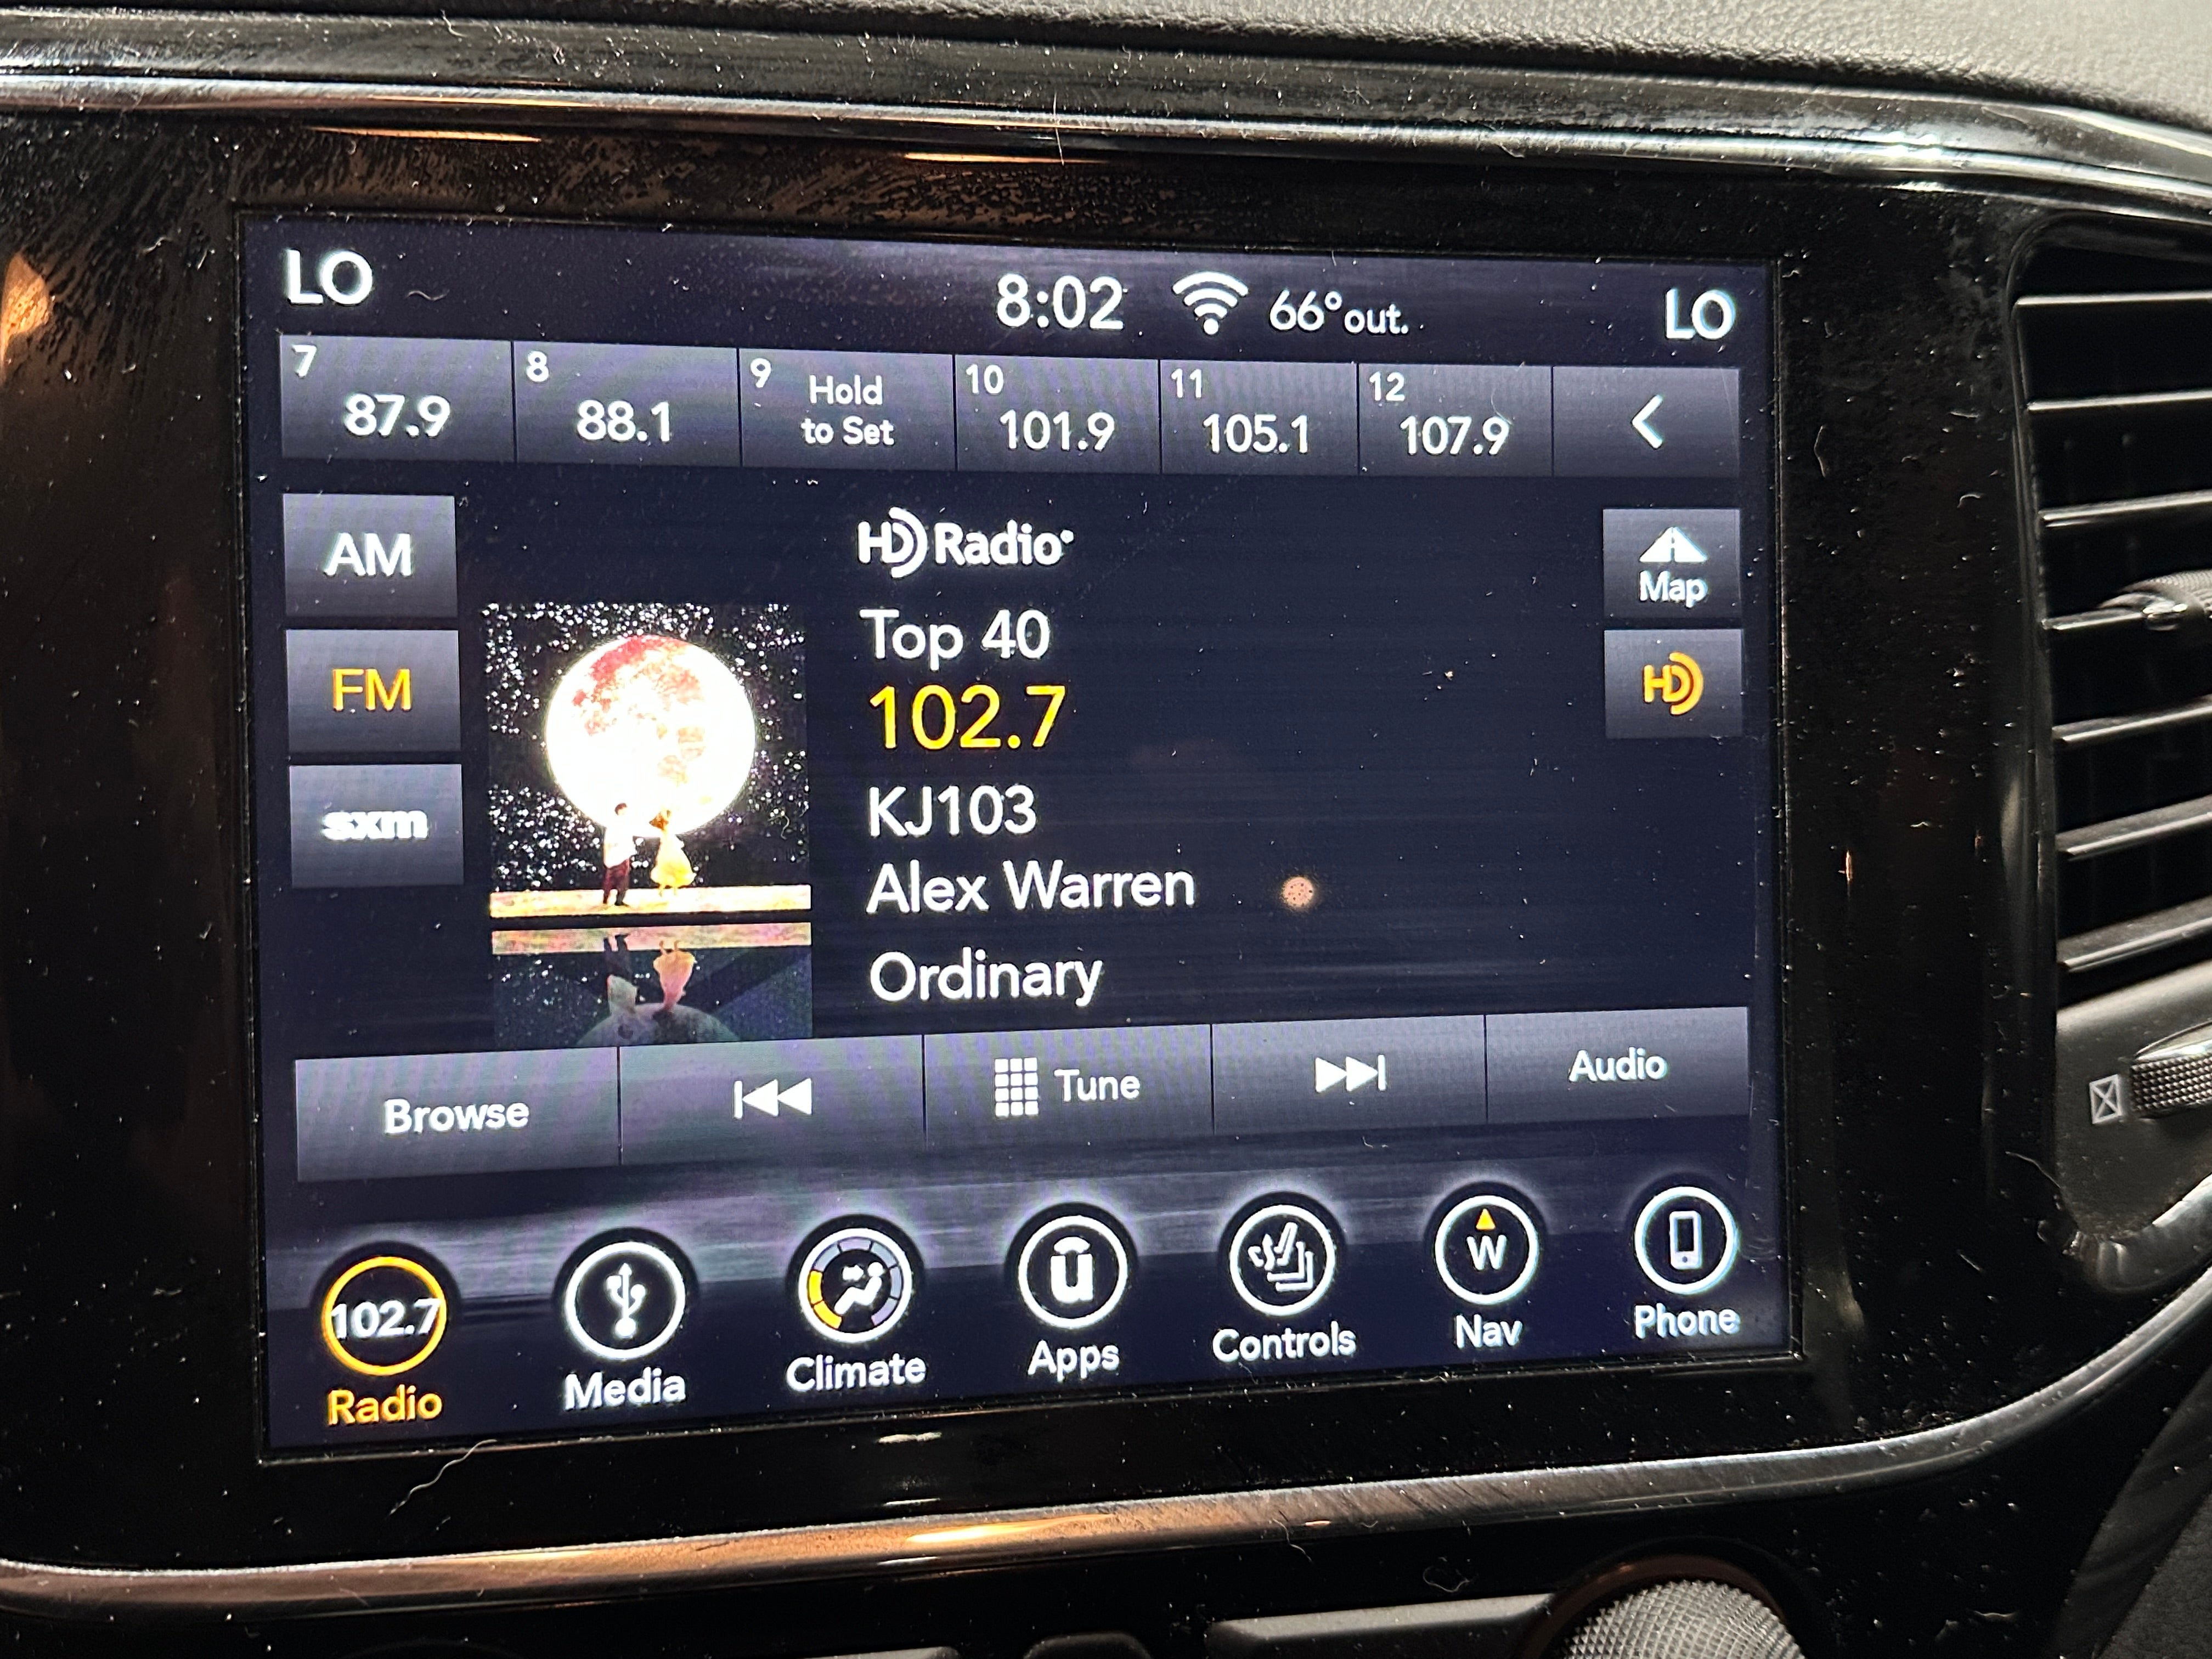 LO 8:02 66°out. LO
7 8 9 10 11 12
87.9 88.1 Hold to Set 101.9 105.1 107.9
AM
FM
sxm
HD Radio
Map
HD
Top 40
102.7
KJ103
Alex Warren
Ordinary
Browse Tune Audio
102.7 u W
Radio Media Climate Apps Controls Nav Phone